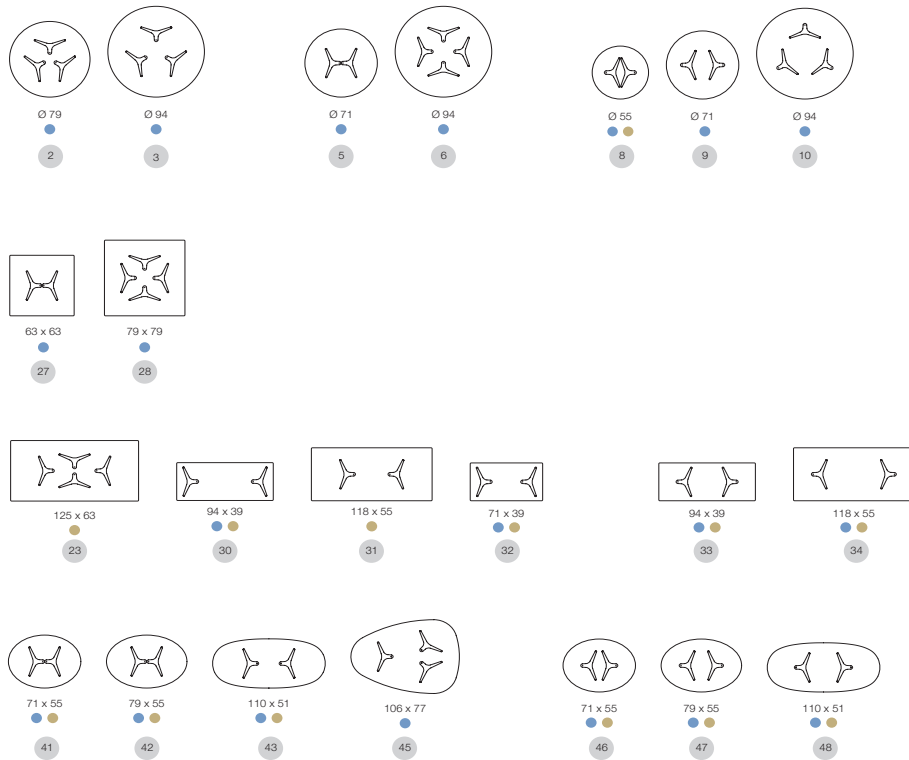 Ø 79 Ø 94 Ø 71 Ø 94 Ø 55 Ø 71 Ø 94
2 3 5 6 8 9 10
63 x 63 79 x 79
27 28
125 x 63 94 x 39 118 x 55 71 x 39 94 x 39 118 x 55
23 30 31 32 33 34
71 x 55 79 x 55 110 x 51 106 x 77 71 x 55 79 x 55 110 x 51
41 42 43 45 46 47 48